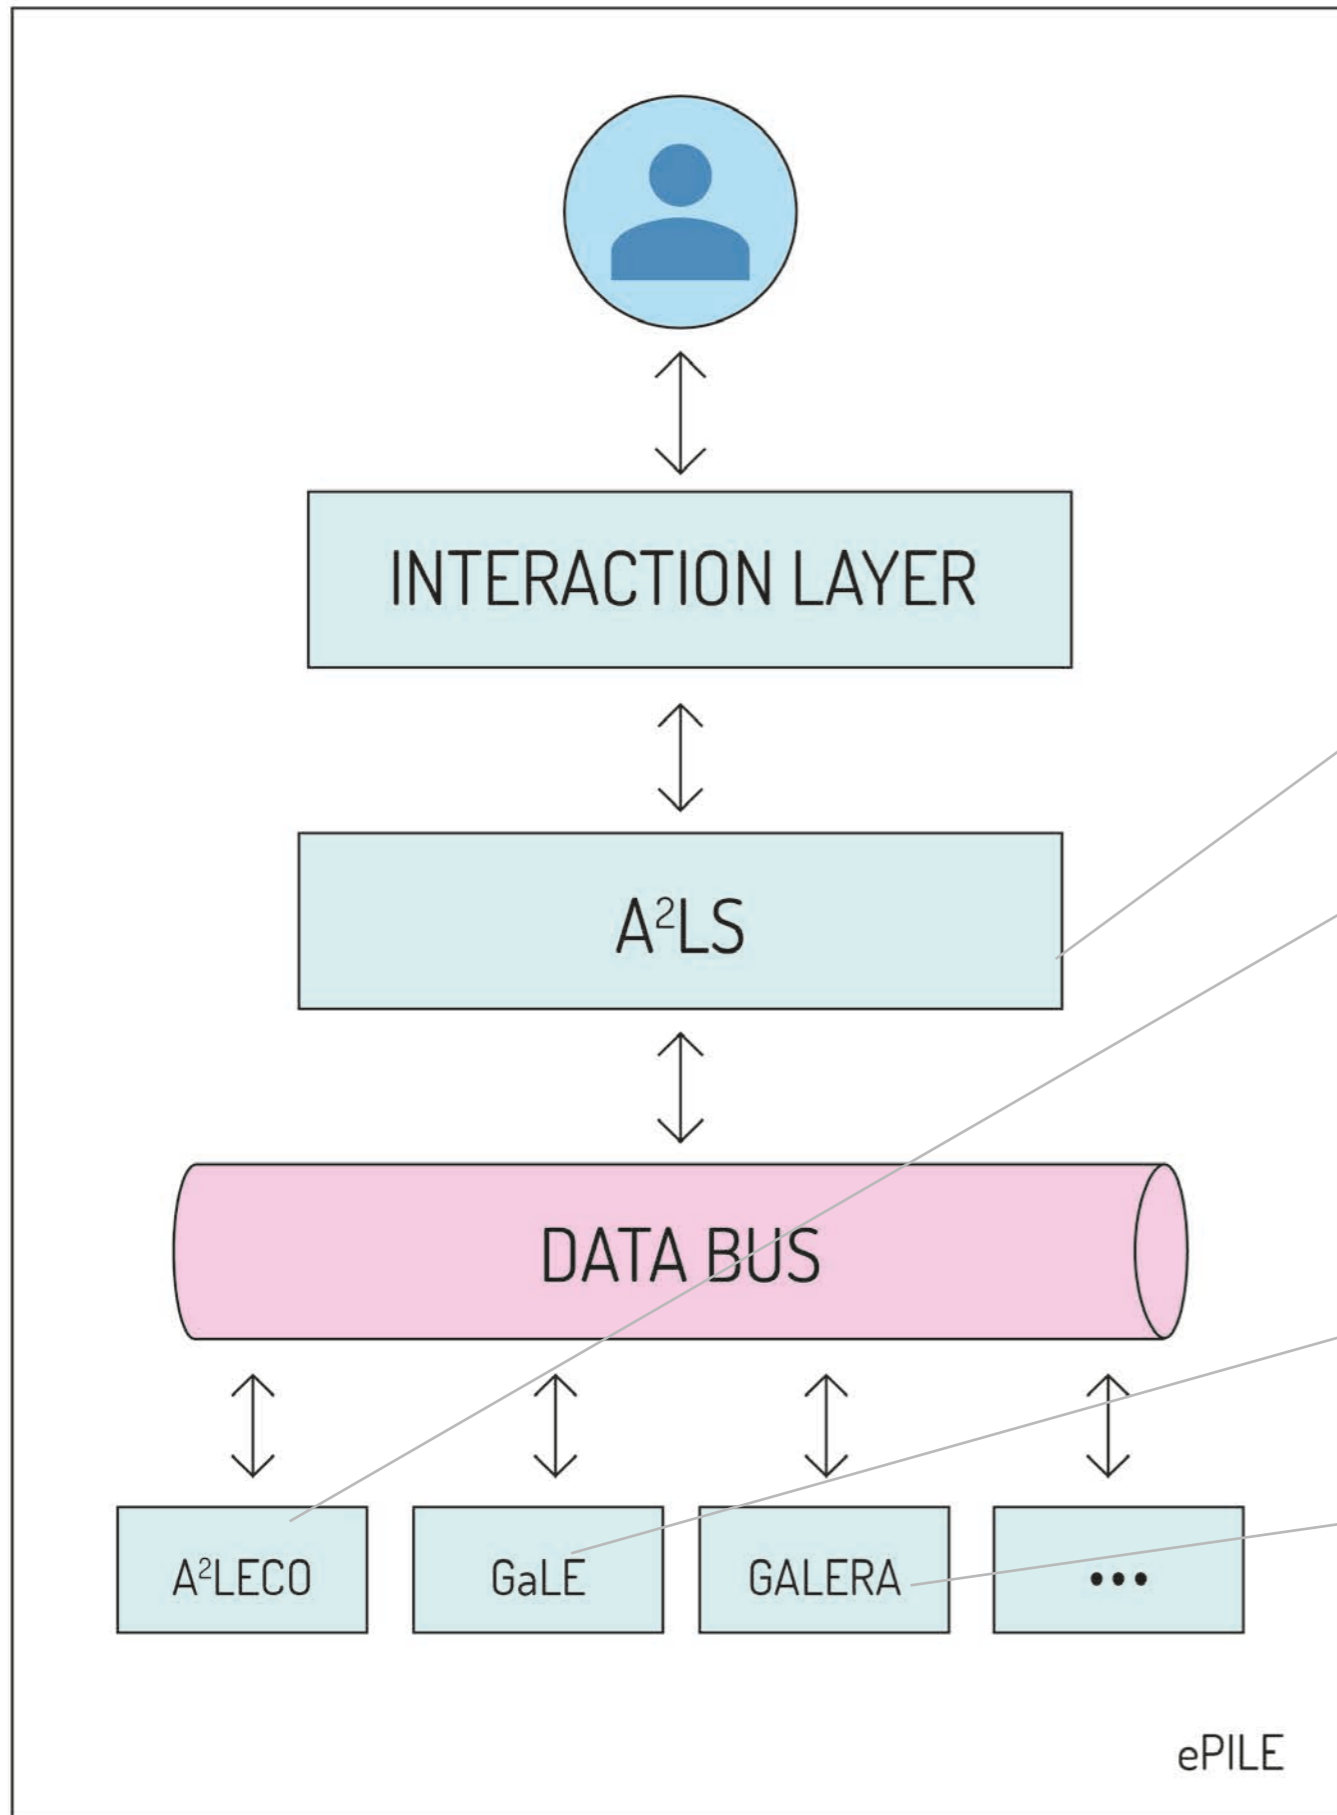 INTERACTION LAYER
A²LS
DATA BUS
A²LECO
GaLE
GALERA
•••
ePILE